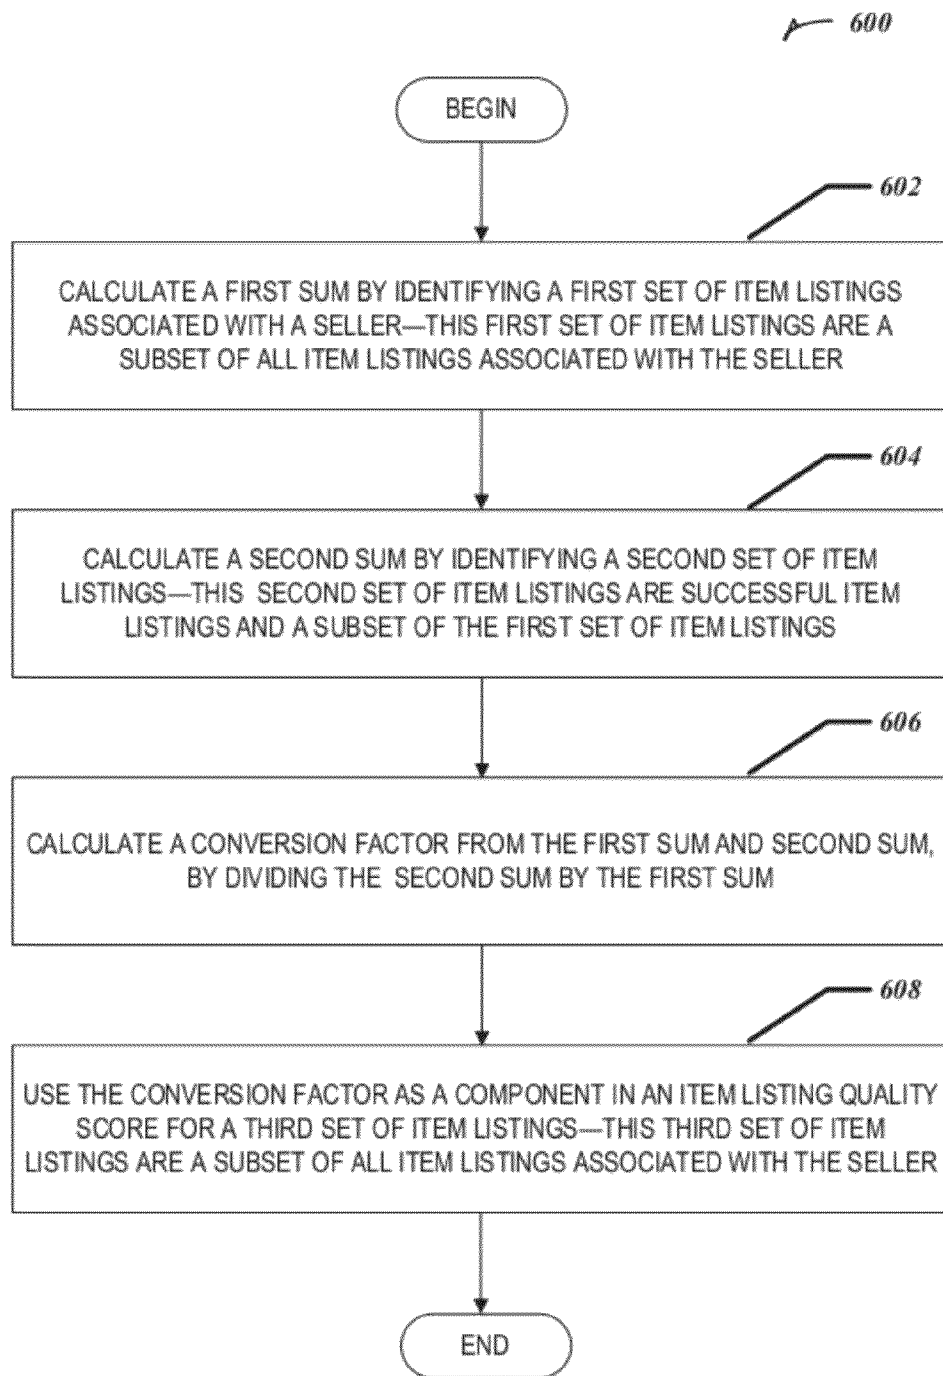 600
BEGIN
602
CALCULATE A FIRST SUM BY IDENTIFYING A FIRST SET OF ITEM LISTINGS
ASSOCIATED WITH A SELLER—THIS FIRST SET OF ITEM LISTINGS ARE A
SUBSET OF ALL ITEM LISTINGS ASSOCIATED WITH THE SELLER
604
CALCULATE A SECOND SUM BY IDENTIFYING A SECOND SET OF ITEM
LISTINGS—THIS SECOND SET OF ITEM LISTINGS ARE SUCCESSFUL ITEM
LISTINGS AND A SUBSET OF THE FIRST SET OF ITEM LISTINGS
606
CALCULATE A CONVERSION FACTOR FROM THE FIRST SUM AND SECOND SUM,
BY DIVIDING THE SECOND SUM BY THE FIRST SUM
608
USE THE CONVERSION FACTOR AS A COMPONENT IN AN ITEM LISTING QUALITY
SCORE FOR A THIRD SET OF ITEM LISTINGS—THIS THIRD SET OF ITEM
LISTINGS ARE A SUBSET OF ALL ITEM LISTINGS ASSOCIATED WITH THE SELLER
END